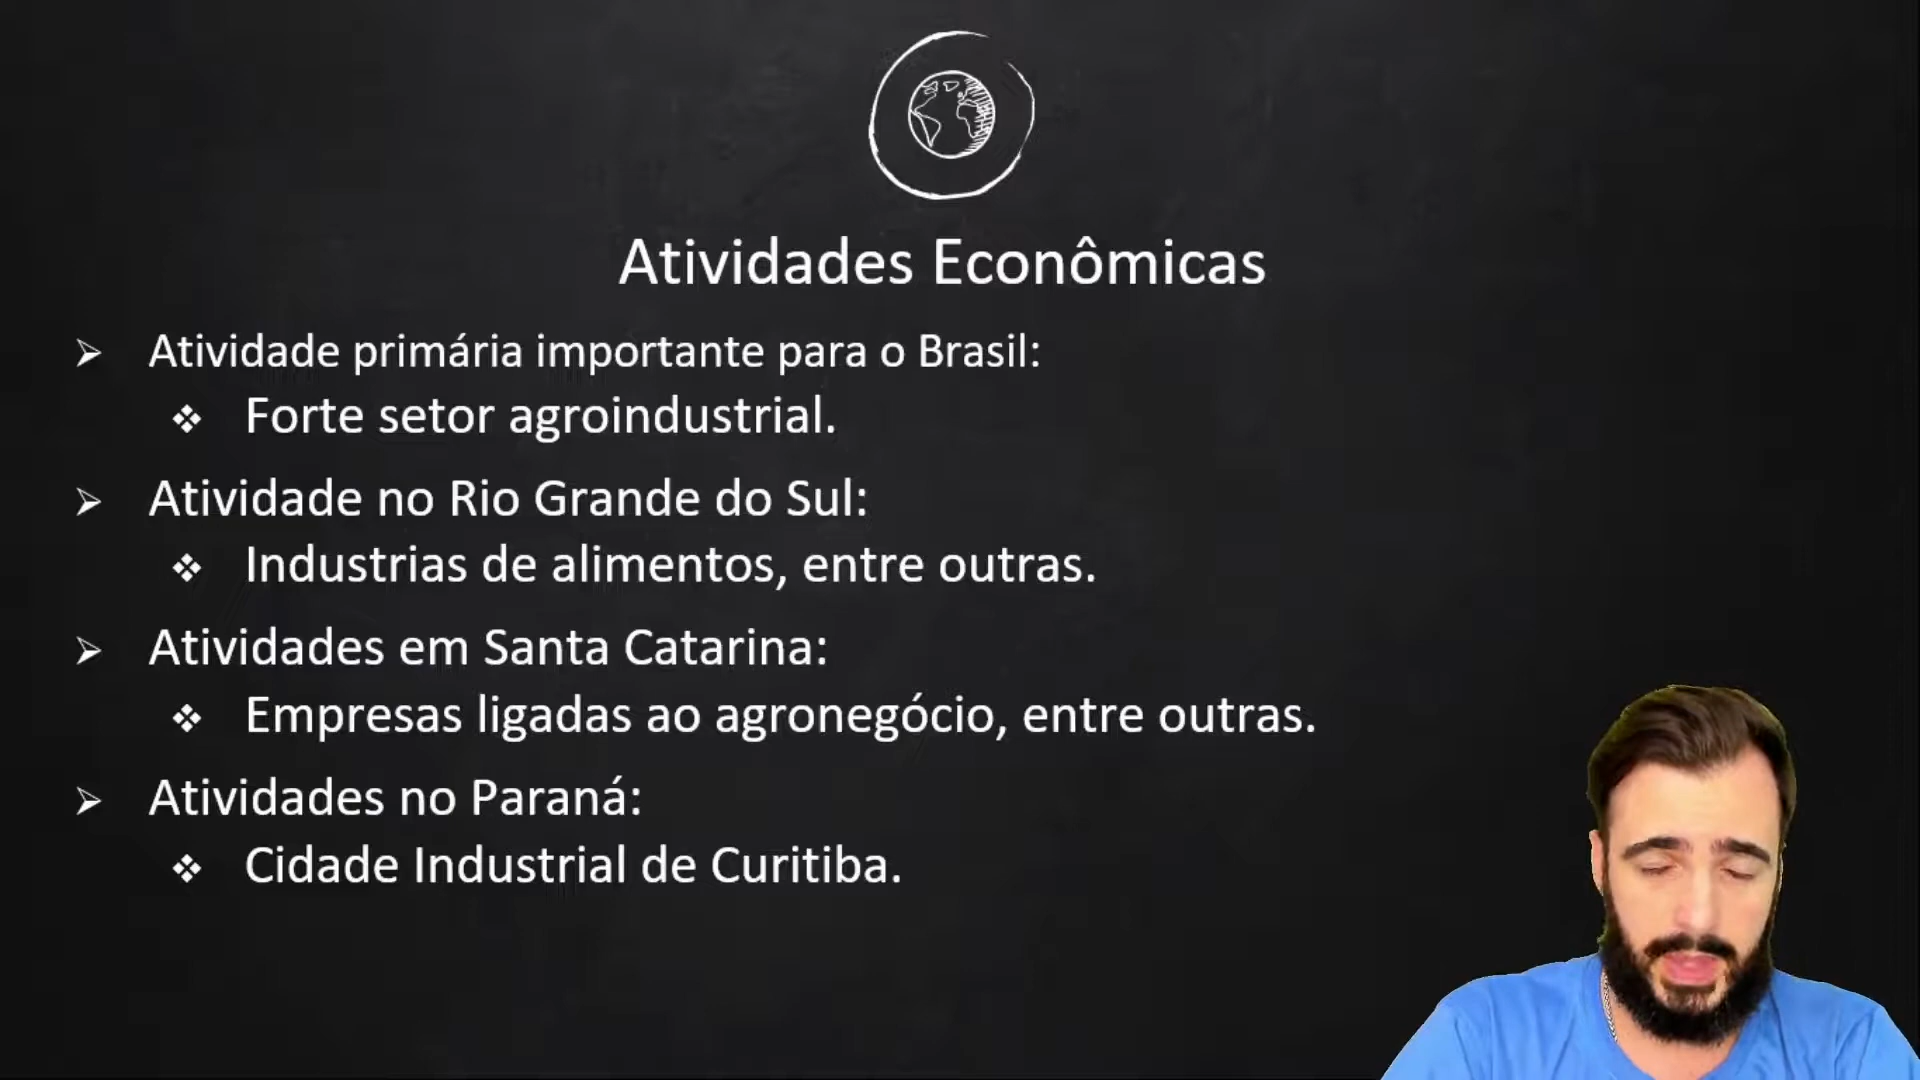 Atividades Econômicas
Atividade primária importante para o Brasil:
Forte setor agroindustrial.
Atividade no Rio Grande do Sul:
Industrias de alimentos, entre outras.
Atividades em Santa Catarina:
Empresas ligadas ao agronegócio, entre outras.
Atividades no Paraná:
Cidade Industrial de Curitiba.